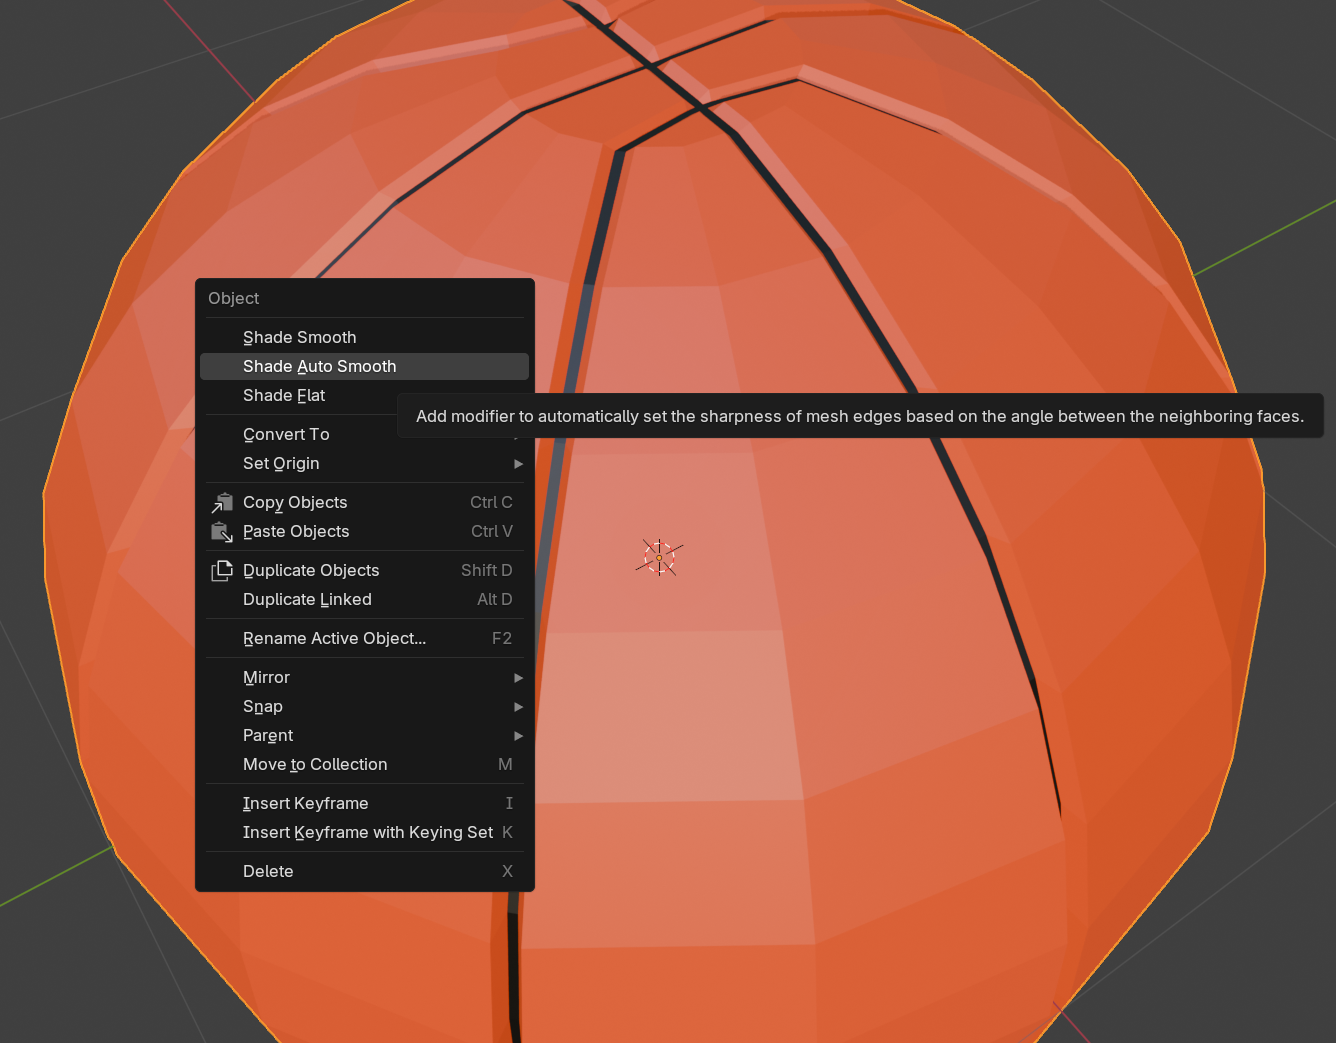 Object
Shade Smooth
Shade Auto Smooth
Shade Flat
Add modifier to automatically set the sharpness of mesh edges based on the angle between the neighboring faces.
Convert To
Set Origin
Copy Objects Ctrl C
Paste Objects Ctrl V
Duplicate Objects Shift D
Duplicate Linked Alt D
Rename Active Object... F2
Mirror
Snap
Parent
Move to Collection M
Insert Keyframe I
Insert Keyframe with Keying Set K
Delete X